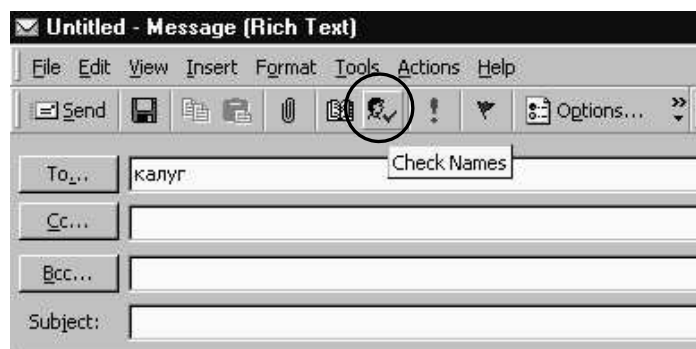 Untitled - Message (Rich Text)
File Edit View Insert Format Tools Actions Help
Send Options...
Check Names
To... калуг
Cc...
Bcc...
Subject: